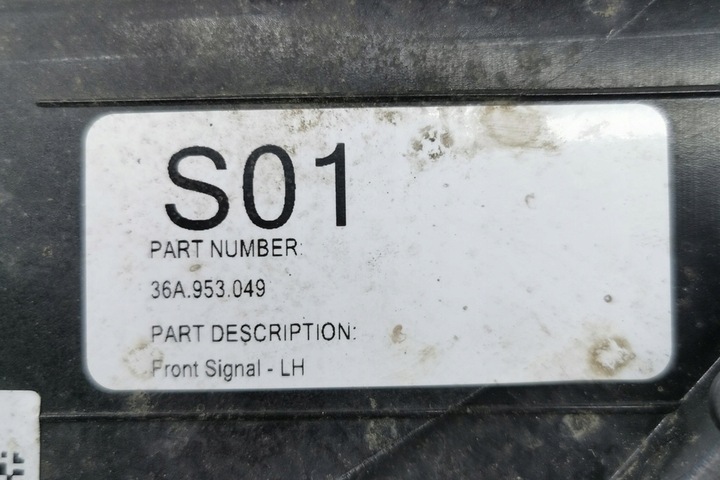 S01
PART NUMBER:
36A.953.049
PART DESCRIPTION:
Front Signal - LH